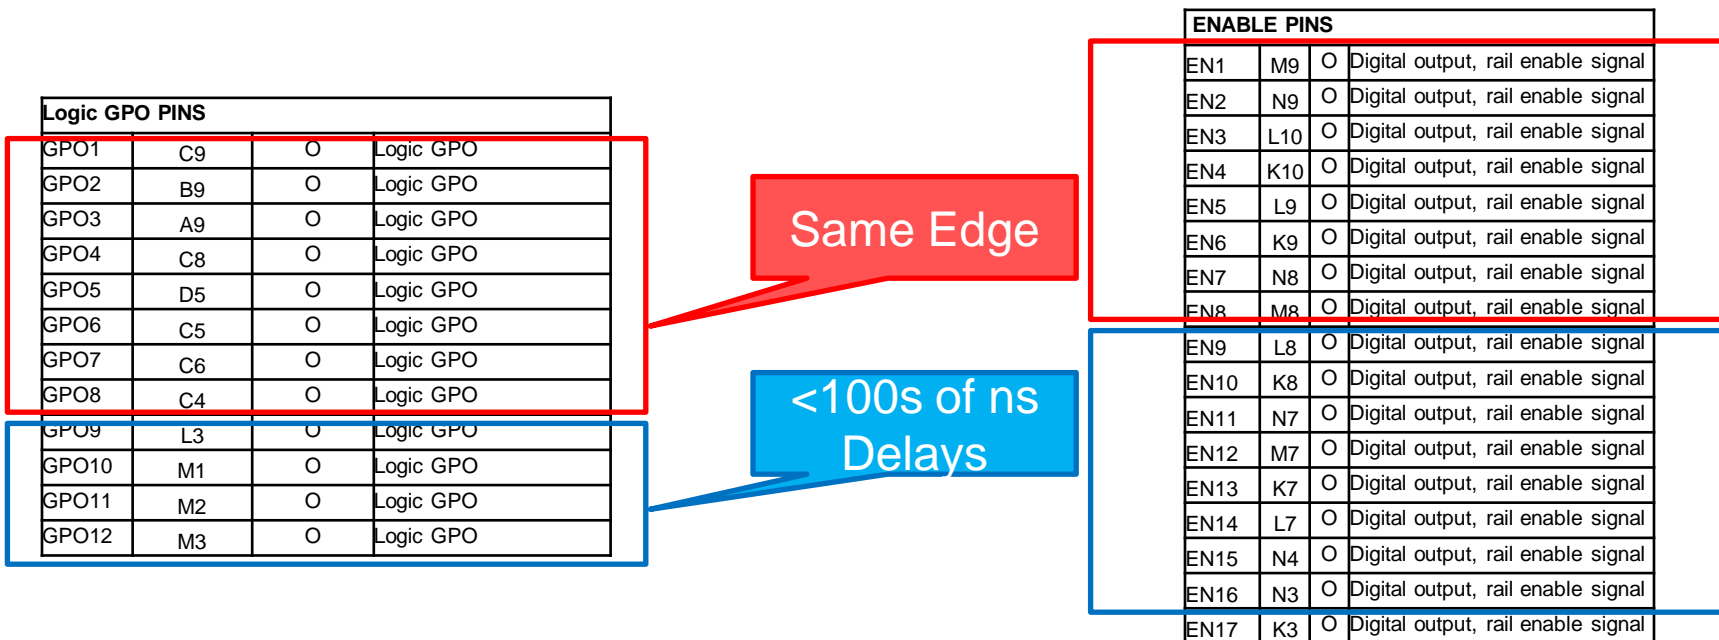 Logic GPO PINS
GPO1 C9 O Logic GPO
GPO2 B9 O Logic GPO
GPO3 A9 O Logic GPO
GPO4 C8 O Logic GPO
GPO5 D5 O Logic GPO
GPO6 C5 O Logic GPO
GPO7 C6 O Logic GPO
GPO8 C4 O Logic GPO
GPO9 L3 O Logic GPO
GPO10 M1 O Logic GPO
GPO11 M2 O Logic GPO
GPO12 M3 O Logic GPO
Same Edge
<100s of ns
Delays
ENABLE PINS
EN1 M9 O Digital output, rail enable signal
EN2 N9 O Digital output, rail enable signal
EN3 L10 O Digital output, rail enable signal
EN4 K10 O Digital output, rail enable signal
EN5 L9 O Digital output, rail enable signal
EN6 K9 O Digital output, rail enable signal
EN7 N8 O Digital output, rail enable signal
EN8 M8 O Digital output, rail enable signal
EN9 L8 O Digital output, rail enable signal
EN10 K8 O Digital output, rail enable signal
EN11 N7 O Digital output, rail enable signal
EN12 M7 O Digital output, rail enable signal
EN13 K7 O Digital output, rail enable signal
EN14 L7 O Digital output, rail enable signal
EN15 N4 O Digital output, rail enable signal
EN16 N3 O Digital output, rail enable signal
EN17 K3 O Digital output, rail enable signal